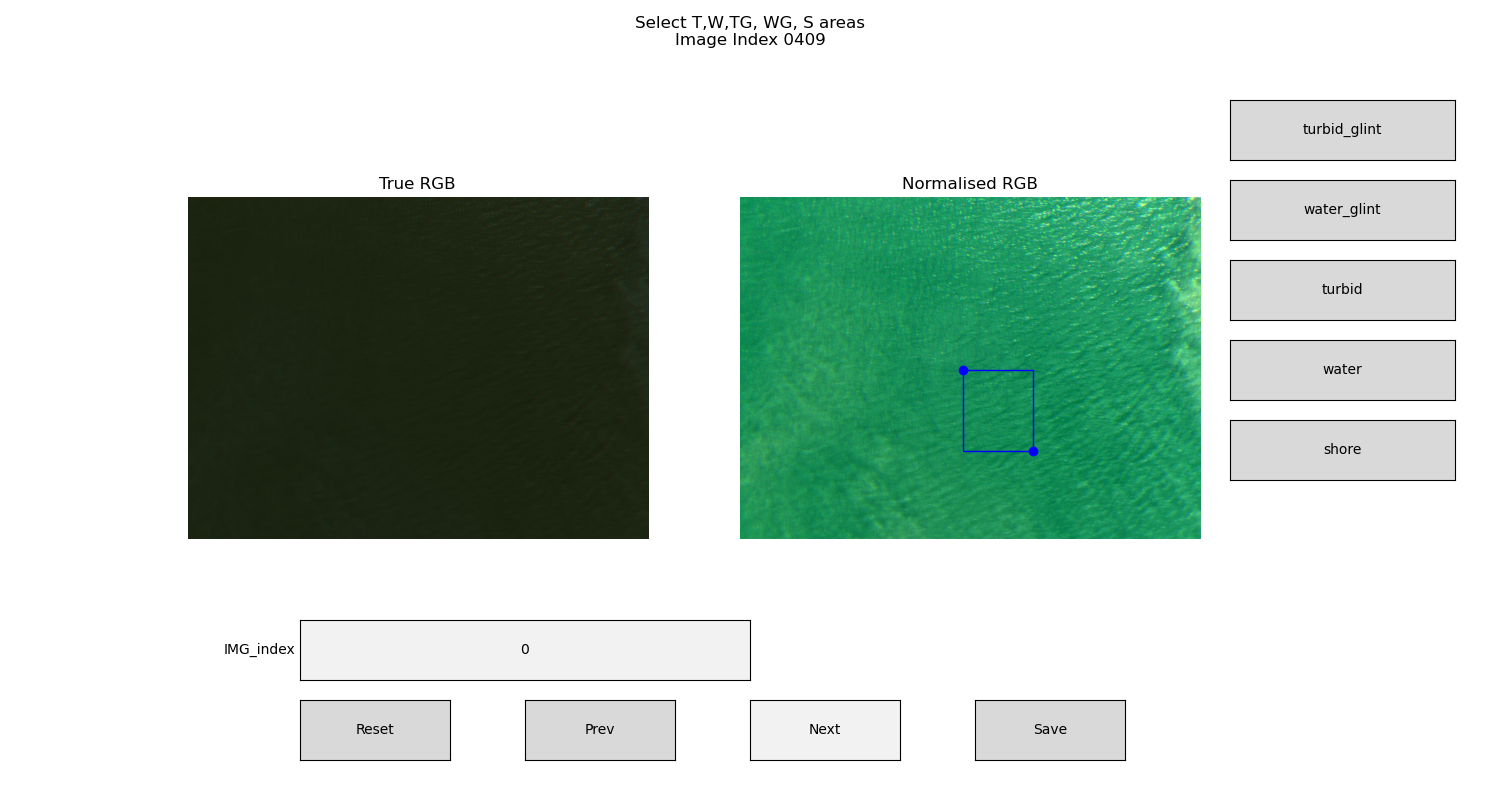 Select T,W,TG, WG, S areas
Image Index 0409
True RGB
Normalised RGB
turbid_glint
water_glint
turbid
water
shore
IMG_index
0
Reset
Prev
Next
Save